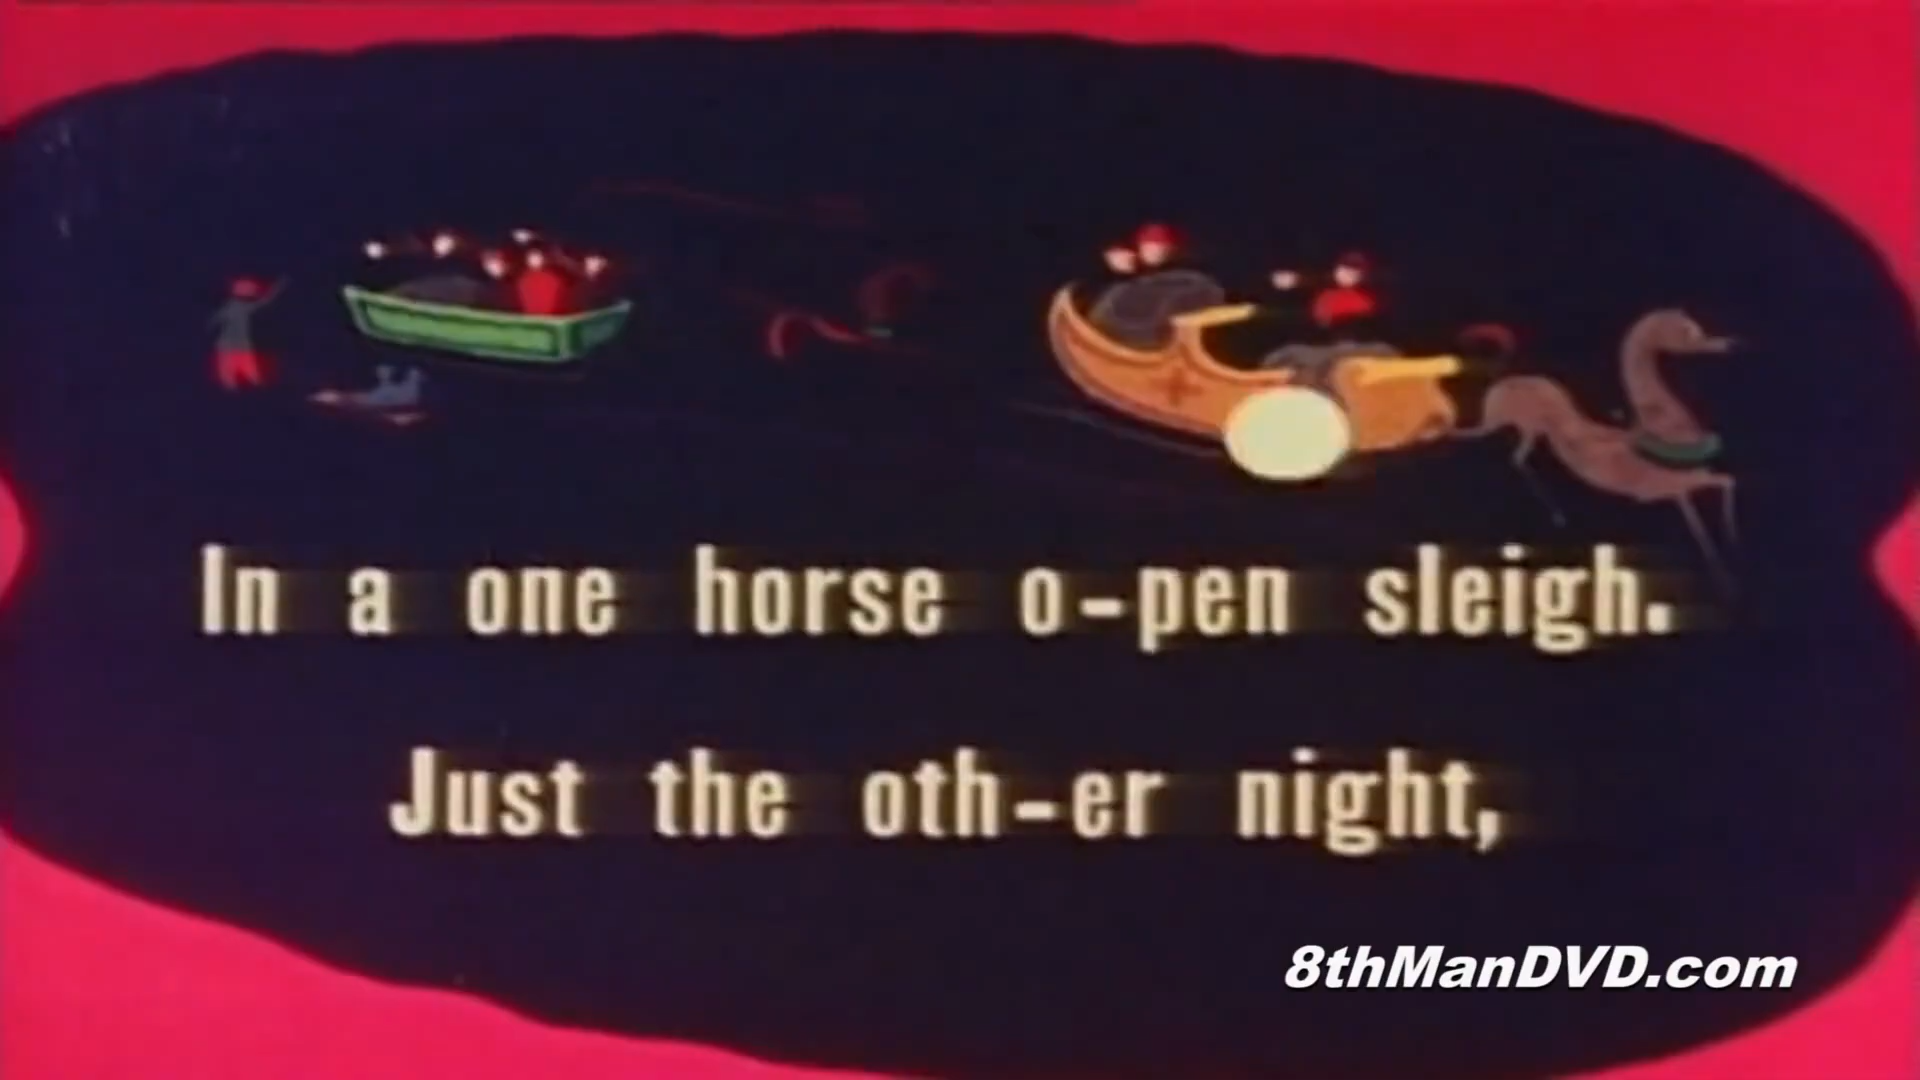 In a one horse o-pen sleigh.
Just the oth-er night,
8thManDVD.com